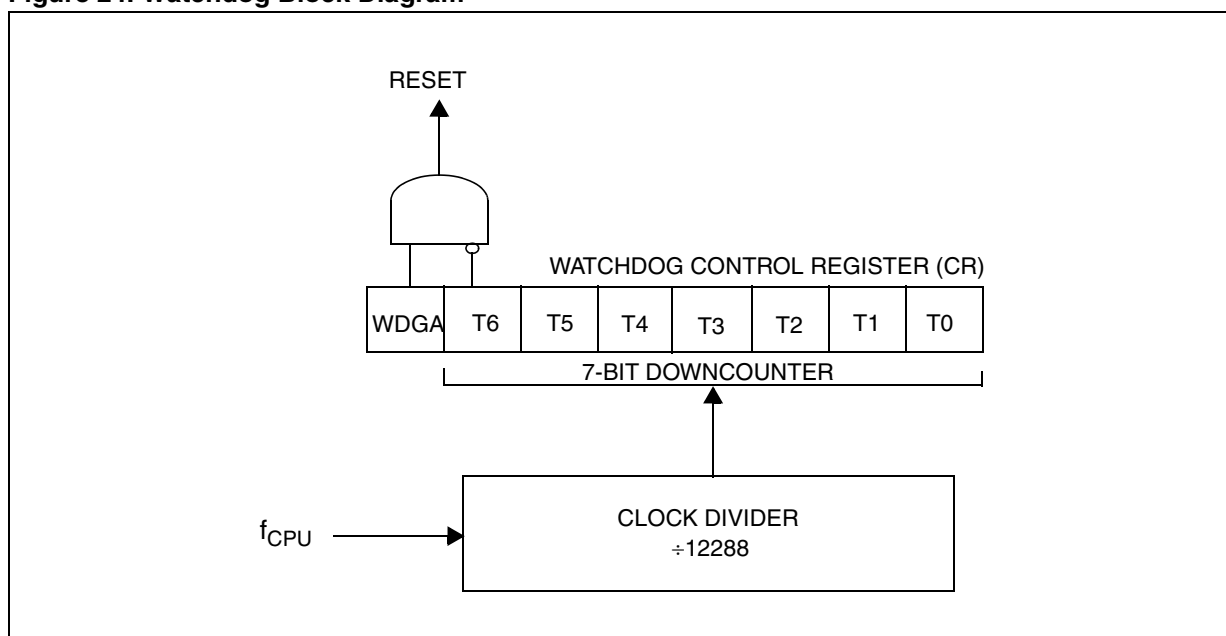 RESET
WATCHDOG CONTROL REGISTER (CR)
WDGA T6 T5 T4 T3 T2 T1 T0
7-BIT DOWNCOUNTER
fCPU
CLOCK DIVIDER
÷12288